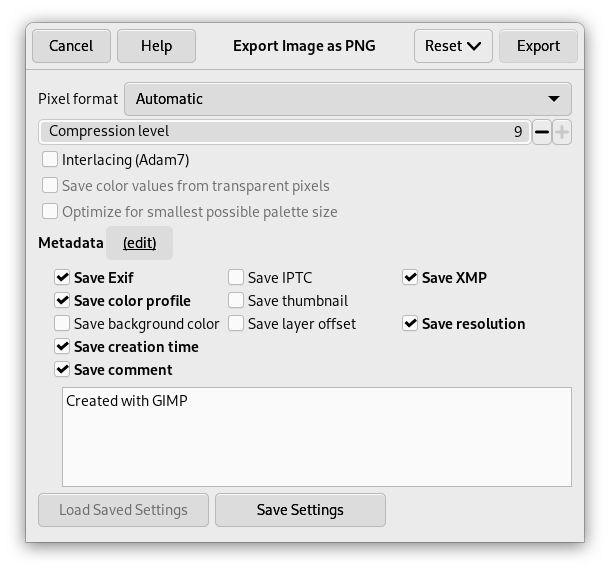 Cancel Help Export Image as PNG Reset Export
Pixel format Automatic
Compression level 9
Interlacing (Adam7)
Save color values from transparent pixels
Optimize for smallest possible palette size
Metadata (edit)
Save Exif Save IPTC Save XMP
Save color profile Save thumbnail
Save background color Save layer offset Save resolution
Save creation time
Save comment
Created with GIMP
Load Saved Settings Save Settings